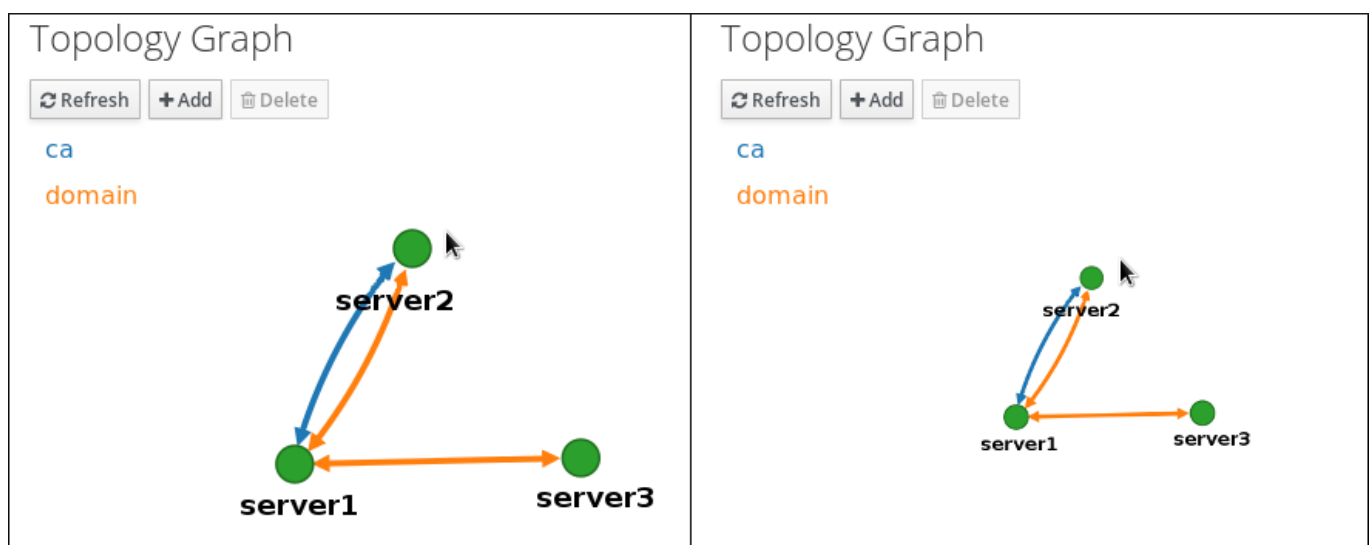 Topology Graph
Refresh Add Delete
ca
domain
server2
server1
server3
Topology Graph
Refresh Add Delete
ca
domain
server2
server1
server3